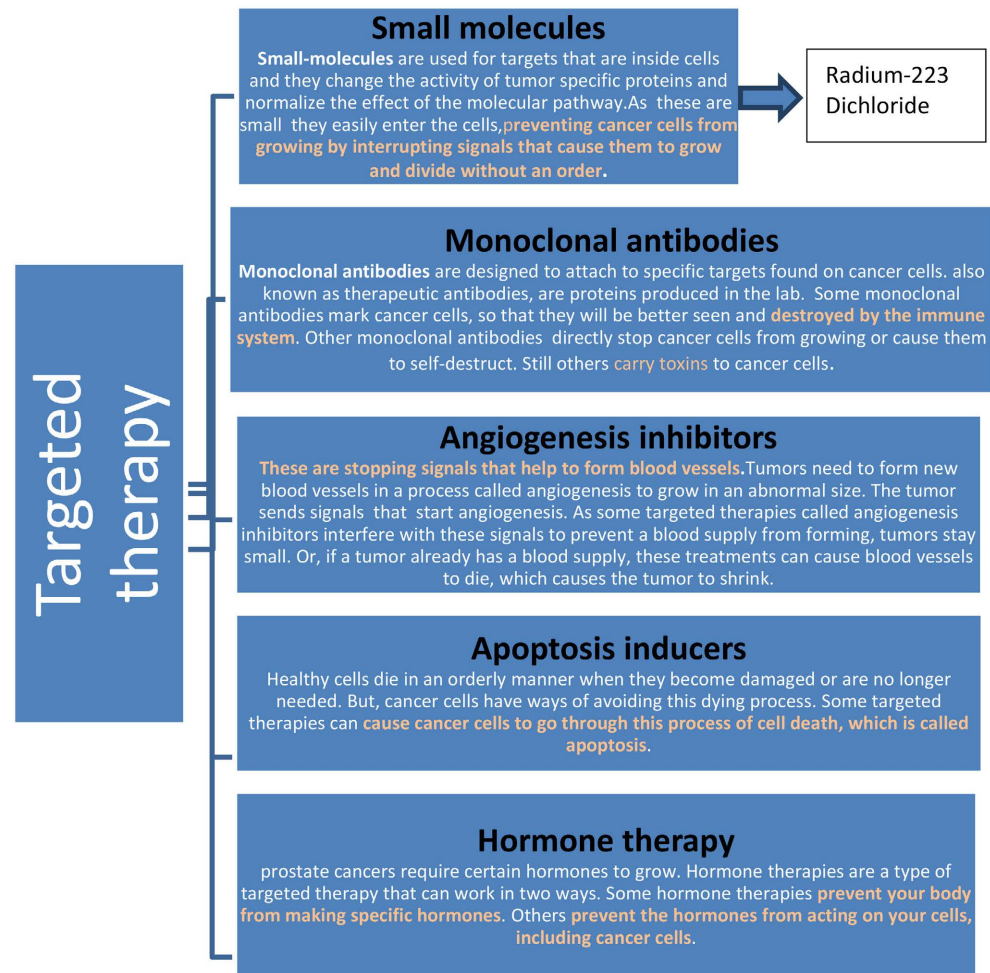 Targeted
therapy
Small molecules
Small-molecules are used for targets that are inside cells
and they change the activity of tumor specific proteins and
normalize the effect of the molecular pathway.As these are
small they easily enter the cells,preventing cancer cells from
growing by interrupting signals that cause them to grow
and divide without an order.
Radium-223
Dichloride
Monoclonal antibodies
Monoclonal antibodies are designed to attach to specific targets found on cancer cells. also
known as therapeutic antibodies, are proteins produced in the lab. Some monoclonal
antibodies mark cancer cells, so that they will be better seen and destroyed by the immune
system. Other monoclonal antibodies directly stop cancer cells from growing or cause them
to self-destruct. Still others carry toxins to cancer cells.
Angiogenesis inhibitors
These are stopping signals that help to form blood vessels.Tumors need to form new
blood vessels in a process called angiogenesis to grow in an abnormal size. The tumor
sends signals that start angiogenesis. As some targeted therapies called angiogenesis
inhibitors interfere with these signals to prevent a blood supply from forming, tumors stay
small. Or, if a tumor already has a blood supply, these treatments can cause blood vessels
to die, which causes the tumor to shrink.
Apoptosis inducers
Healthy cells die in an orderly manner when they become damaged or are no longer
needed. But, cancer cells have ways of avoiding this dying process. Some targeted
therapies can cause cancer cells to go through this process of cell death, which is called
apoptosis.
Hormone therapy
prostate cancers require certain hormones to grow. Hormone therapies are a type of
targeted therapy that can work in two ways. Some hormone therapies prevent your body
from making specific hormones. Others prevent the hormones from acting on your cells,
including cancer cells.